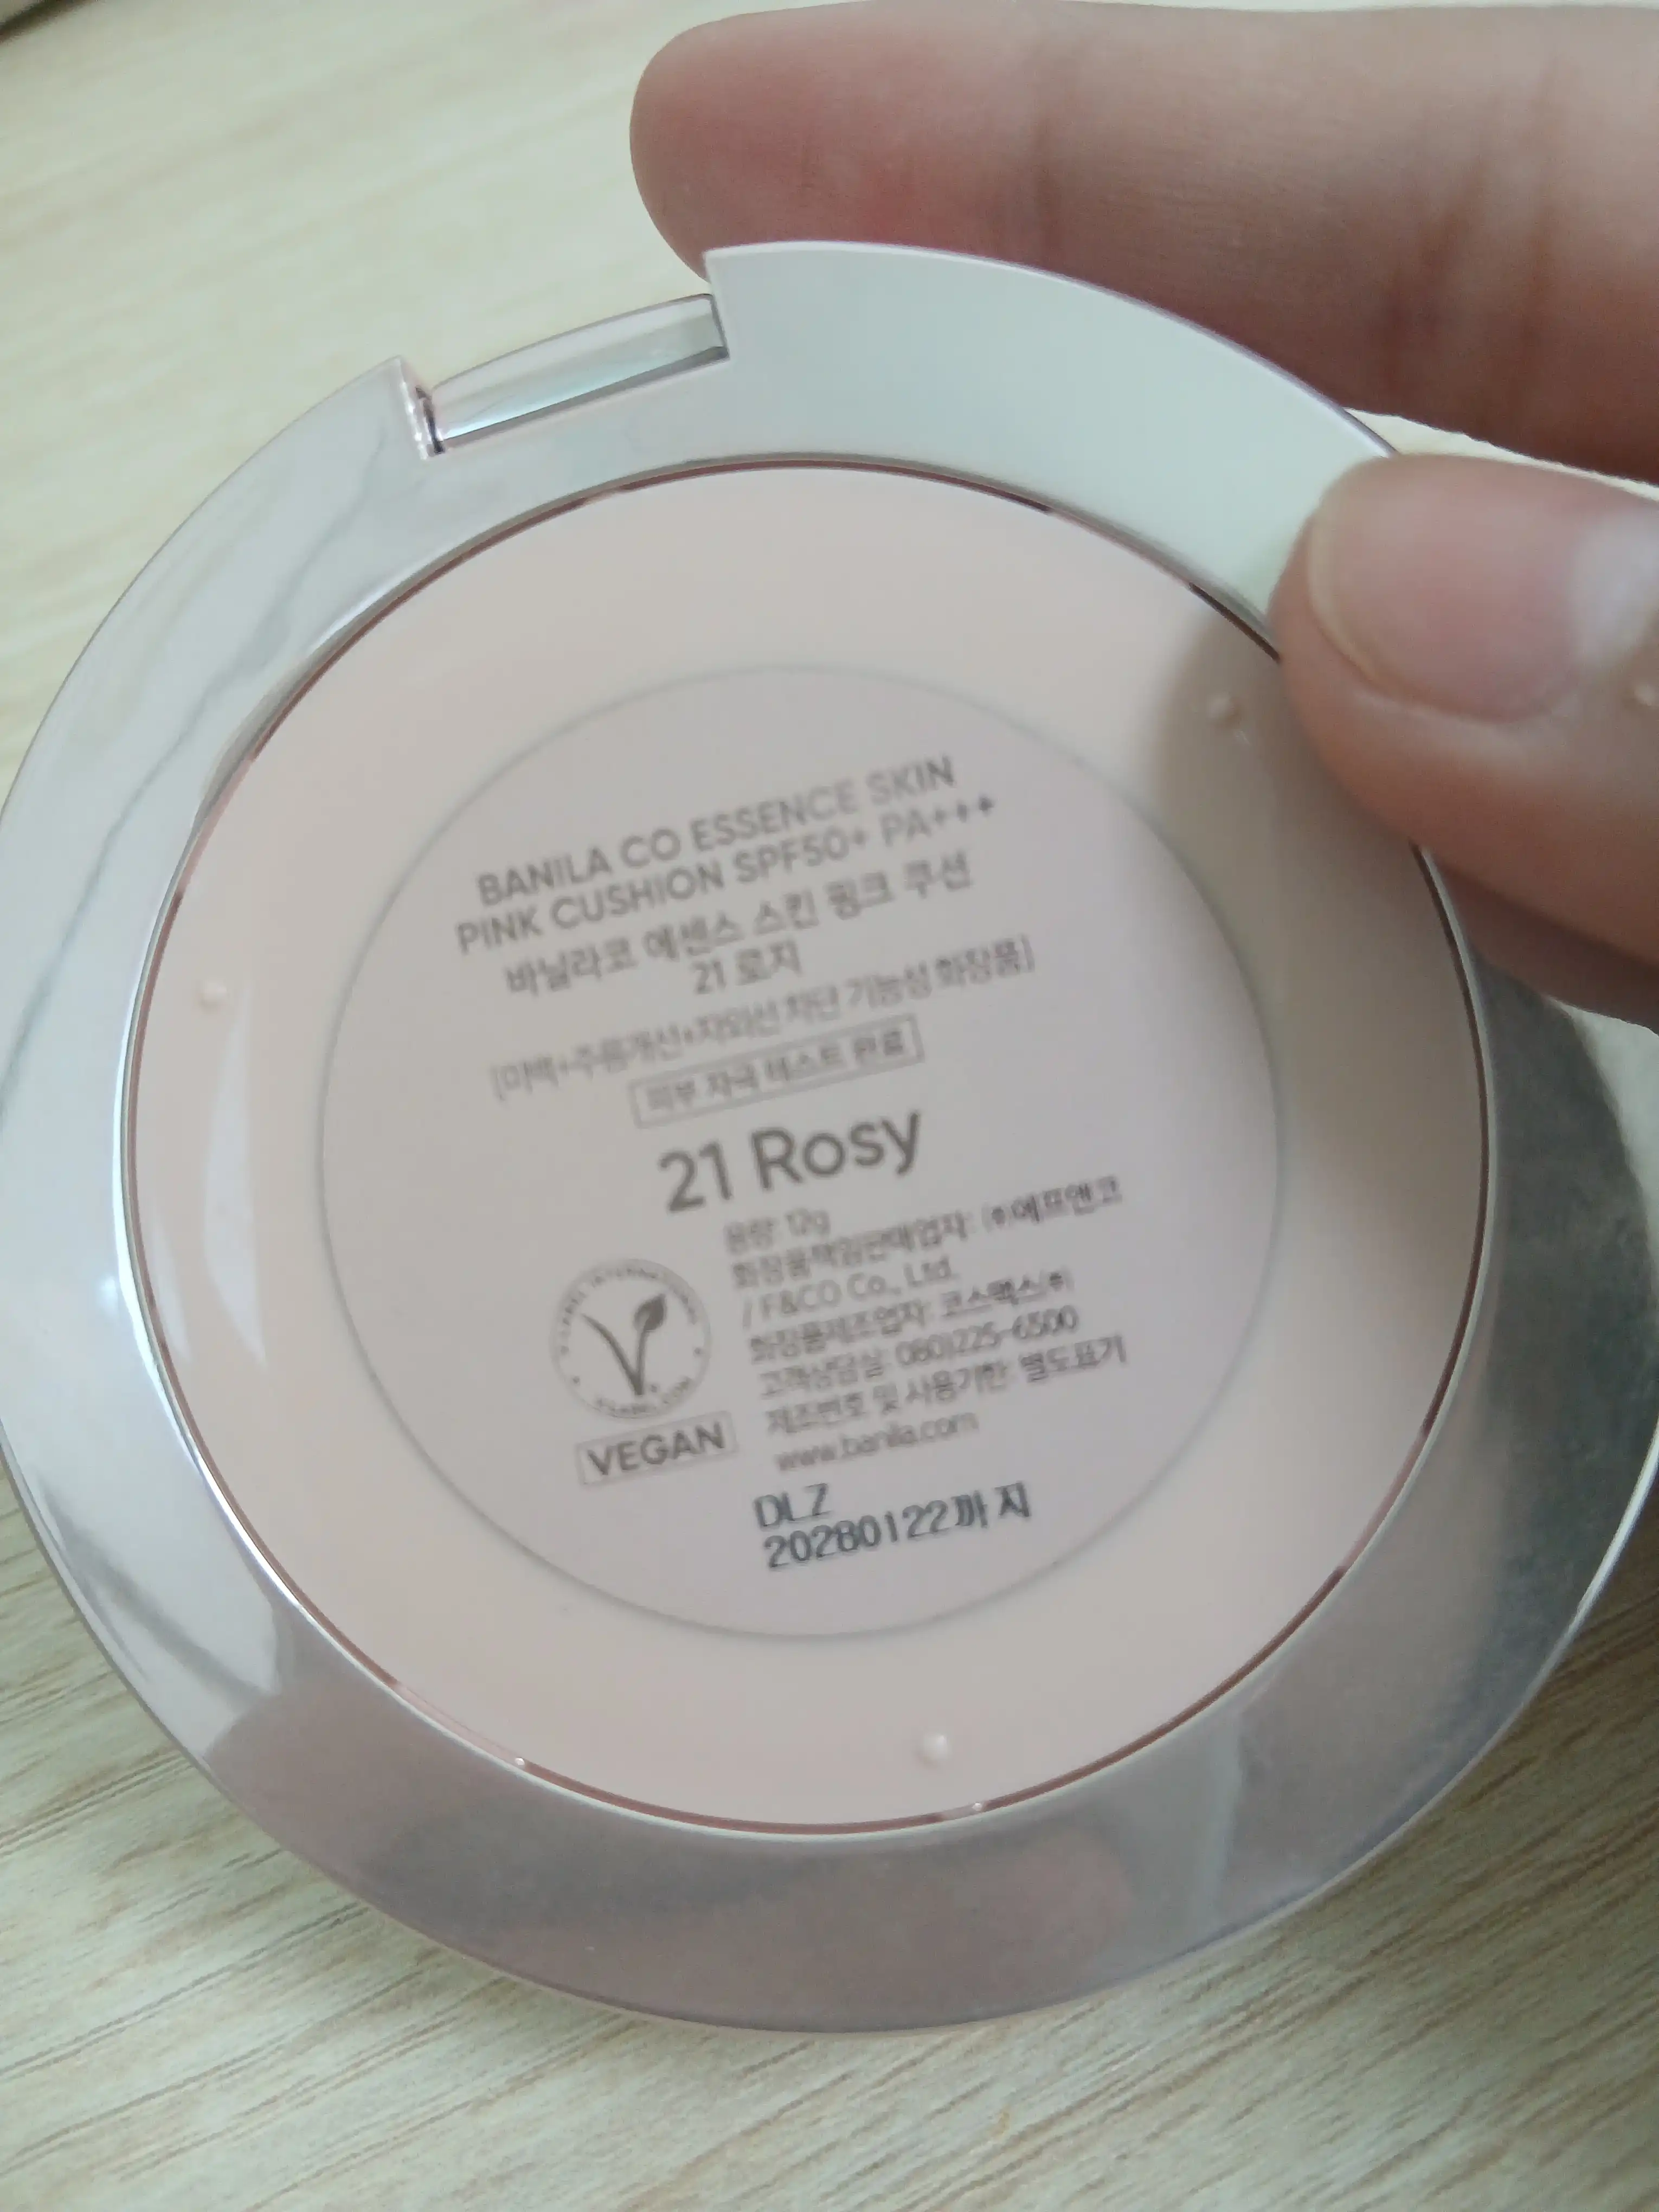 BANILA CO ESSENCE SKIN
PINK CUSHION SPF50+ PA+++
바닐라코 에센스 스킨 핑크 쿠션
21 로지
[미백+주름개선+자외선 차단 기능성 화장품]
피부 자극 테스트 완료
21 Rosy
용량: 12g
화장품책임판매업자: (주)에프앤코
/ F&CO Co., Ltd.
화장품제조업자: 코스맥스(주)
고객상담실: 080)225-6500
제조번호 및 사용기한: 별도표기
www.banila.com
V-LABEL INTERNATIONAL
VEGAN
DLZ
20280122까지